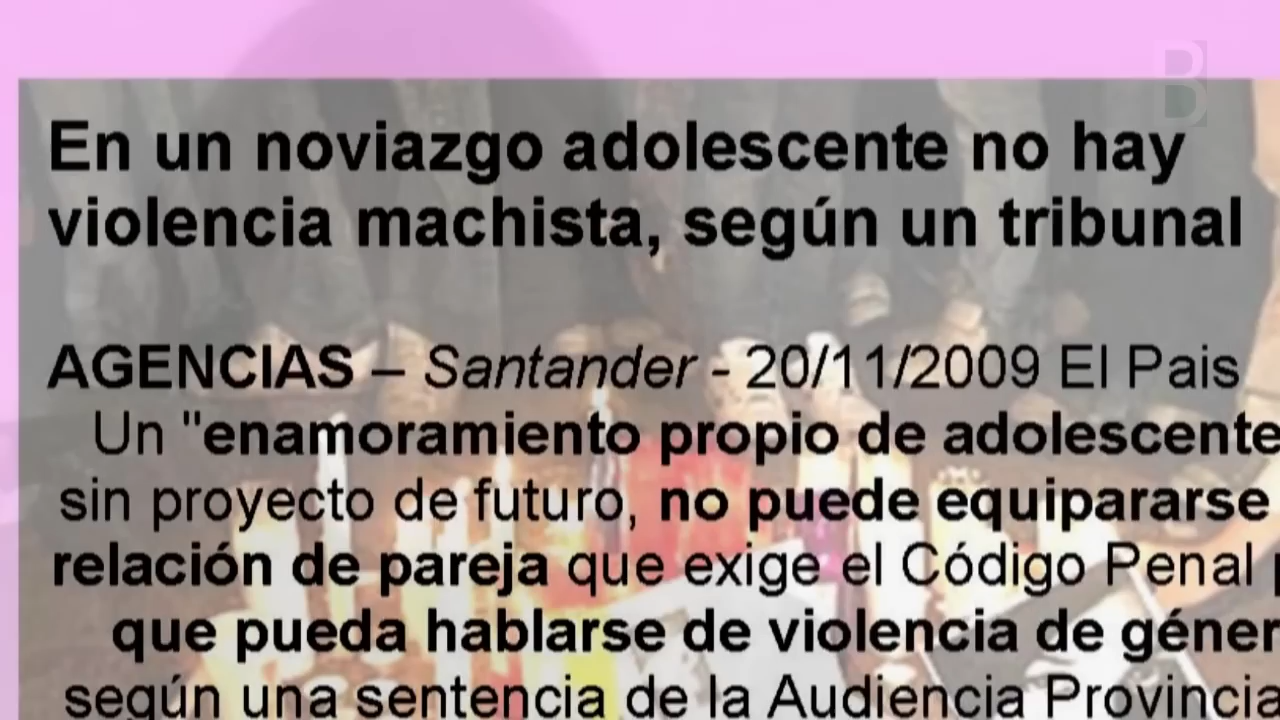 B
En un noviazgo adolescente no hay
violencia machista, según un tribunal
AGENCIAS – Santander - 20/11/2009 El Pais
Un "enamoramiento propio de adolescente
sin proyecto de futuro, no puede equipararse
relación de pareja que exige el Código Penal
que pueda hablarse de violencia de géner
según una sentencia de la Audiencia Provincia